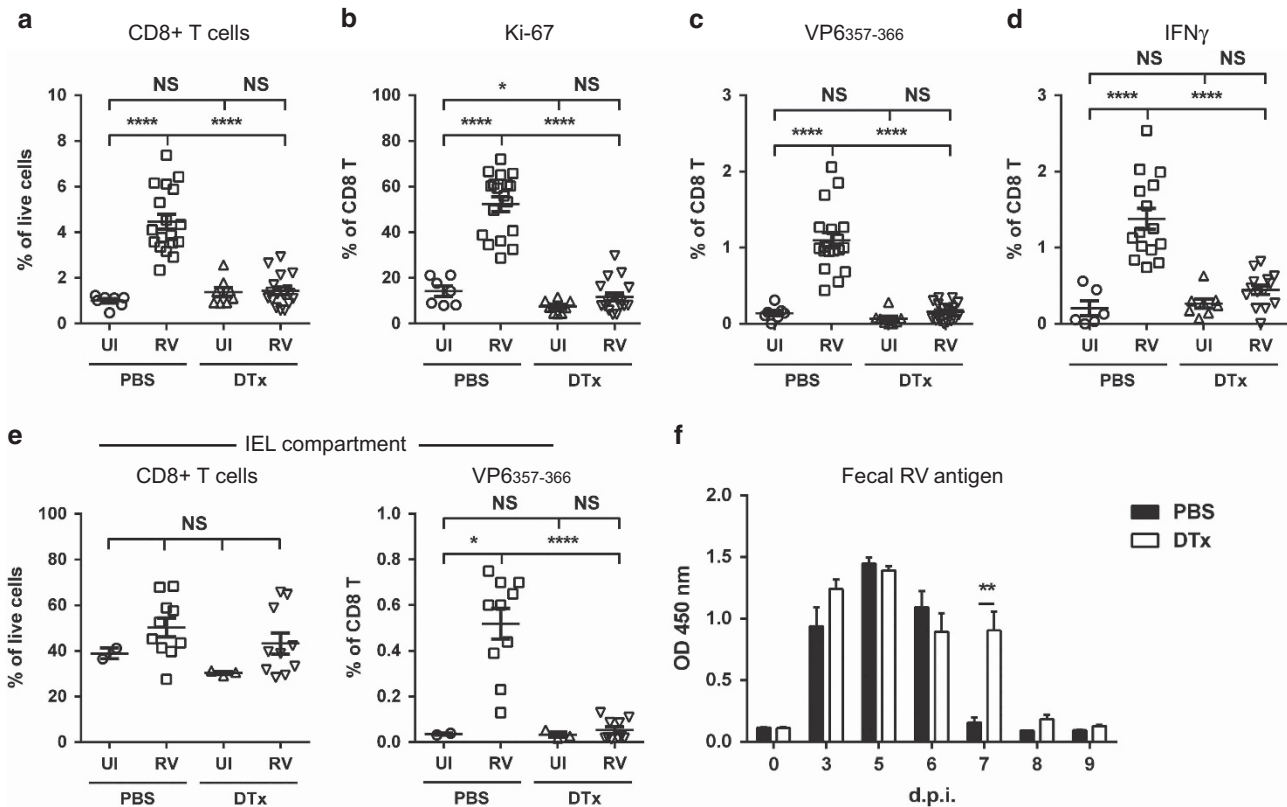 a
CD8+ T cells
% of live cells
10
8
6
4
2
0
NS NS
**** ****
UI RV UI RV
PBS DTx
b
Ki-67
% of CD8 T
100
80
60
40
20
0
* NS
**** ****
UI RV UI RV
PBS DTx
c
VP6357-366
% of CD8 T
3
2
1
0
NS NS
**** ****
UI RV UI RV
PBS DTx
d
IFNγ
% of CD8 T
3
2
1
0
NS NS
**** ****
UI RV UI RV
PBS DTx
e
IEL compartment
CD8+ T cells
% of live cells
100
80
60
40
20
0
NS
UI RV UI RV
PBS DTx
VP6357-366
% of CD8 T
1.0
0.8
0.6
0.4
0.2
0.0
NS NS
* ****
UI RV UI RV
PBS DTx
f
Fecal RV antigen
OD 450 nm
2.0
1.5
1.0
0.5
0.0
PBS
DTx
**
0 3 5 6 7 8 9
d.p.i.